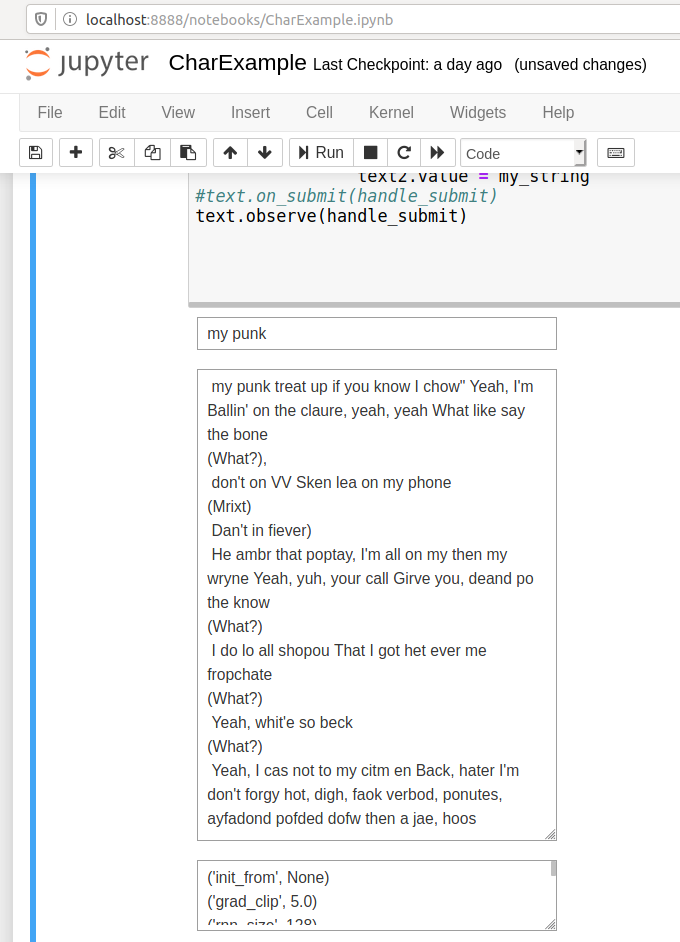 localhost:8888/notebooks/CharExample.ipynb
jupyter CharExample Last Checkpoint: a day ago (unsaved changes)
File Edit View Insert Cell Kernel Widgets Help
Run Code
text2.value = my_string
#text.on_submit(handle_submit)
text.observe(handle_submit)
my punk
my punk treat up if you know I chow" Yeah, I'm
Ballin' on the claure, yeah, yeah What like say
the bone
(What?),
don't on VV Sken lea on my phone
(Mrixt)
Dan't in fiever)
He ambr that poptay, I'm all on my then my
wryne Yeah, yuh, your call Girve you, deand po
the know
(What?)
I do lo all shopou That I got het ever me
fropchate
(What?)
Yeah, whit'e so beck
(What?)
Yeah, I cas not to my citm en Back, hater I'm
don't forgy hot, digh, faok verbod, ponutes,
ayfadond pofded dofw then a jae, hoos
('init_from', None)
('grad_clip', 5.0)
('rnn_size', 128)